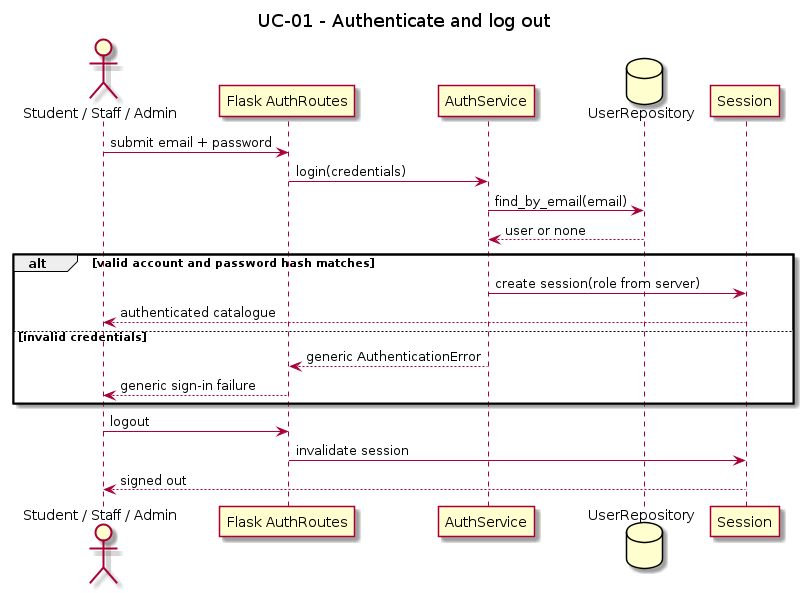 UC-01 - Authenticate and log out
Student / Staff / Admin
Flask AuthRoutes
AuthService
UserRepository
Session
submit email + password
login(credentials)
find_by_email(email)
user or none
alt
[valid account and password hash matches]
create session(role from server)
authenticated catalogue
[invalid credentials]
generic AuthenticationError
generic sign-in failure
logout
invalidate session
signed out
Student / Staff / Admin
Flask AuthRoutes
AuthService
UserRepository
Session